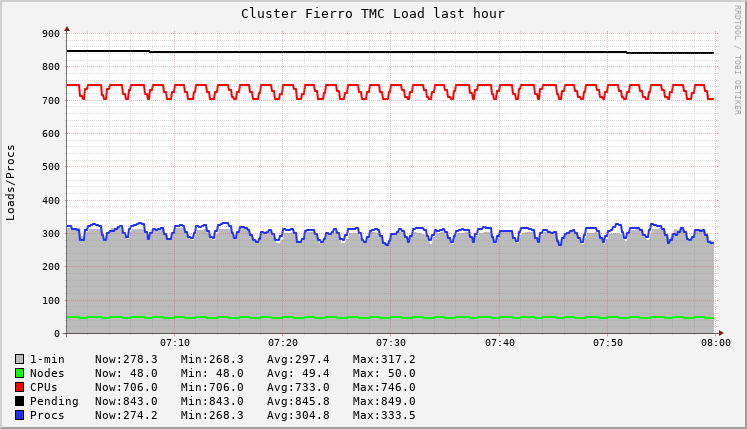 Cluster Fierro TMC Load last hour
RRDTOOL / TOBI OETIKER
Loads/Procs
900
800
700
600
500
400
300
200
100
0
07:10 07:20 07:30 07:40 07:50 08:00
1-min Now:278.3 Min:268.3 Avg:297.4 Max:317.2
Nodes Now: 48.0 Min: 48.0 Avg: 49.4 Max: 50.0
CPUs Now:706.0 Min:706.0 Avg:733.0 Max:746.0
Pending Now:843.0 Min:843.0 Avg:845.8 Max:849.0
Procs Now:274.2 Min:268.3 Avg:304.8 Max:333.5